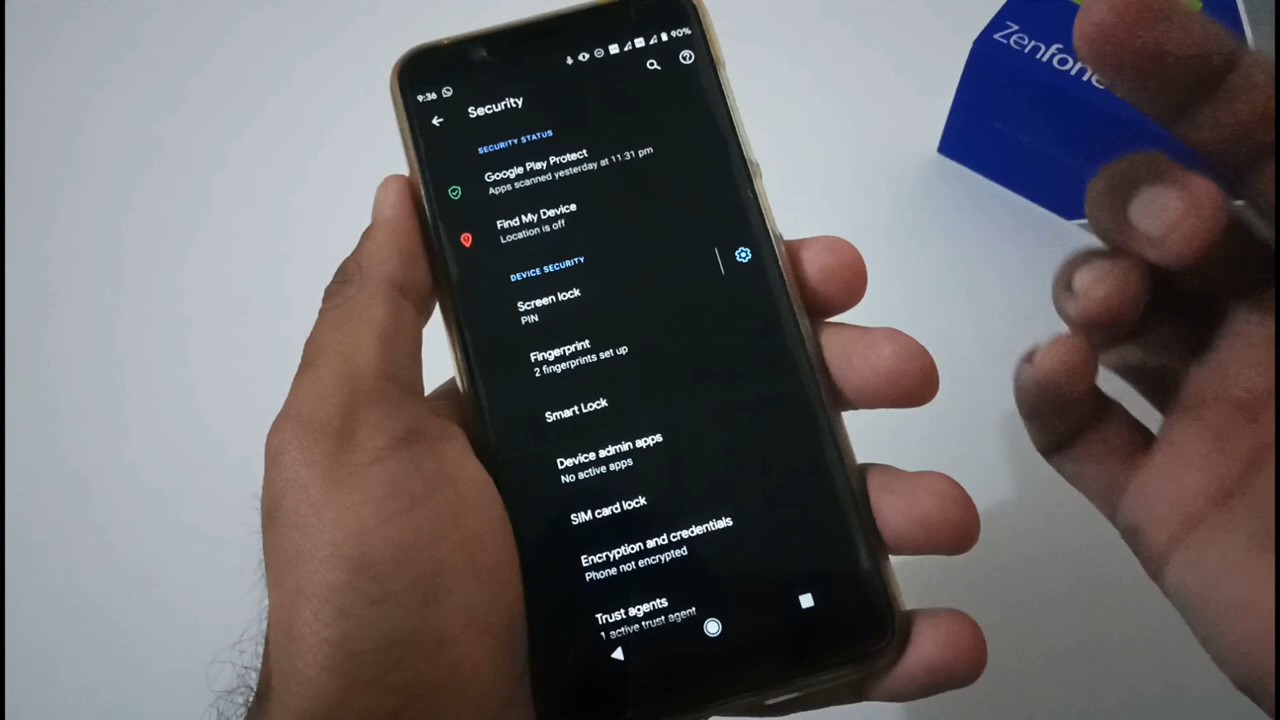 90%
9:36
Security
SECURITY STATUS
Google Play Protect
Apps scanned yesterday at 11:31 pm
Find My Device
Location is off
DEVICE SECURITY
Screen lock
PIN
Fingerprint
2 fingerprints set up
Smart Lock
Device admin apps
No active apps
SIM card lock
Encryption and credentials
Phone not encrypted
Trust agents
1 active trust agent
Zenfone